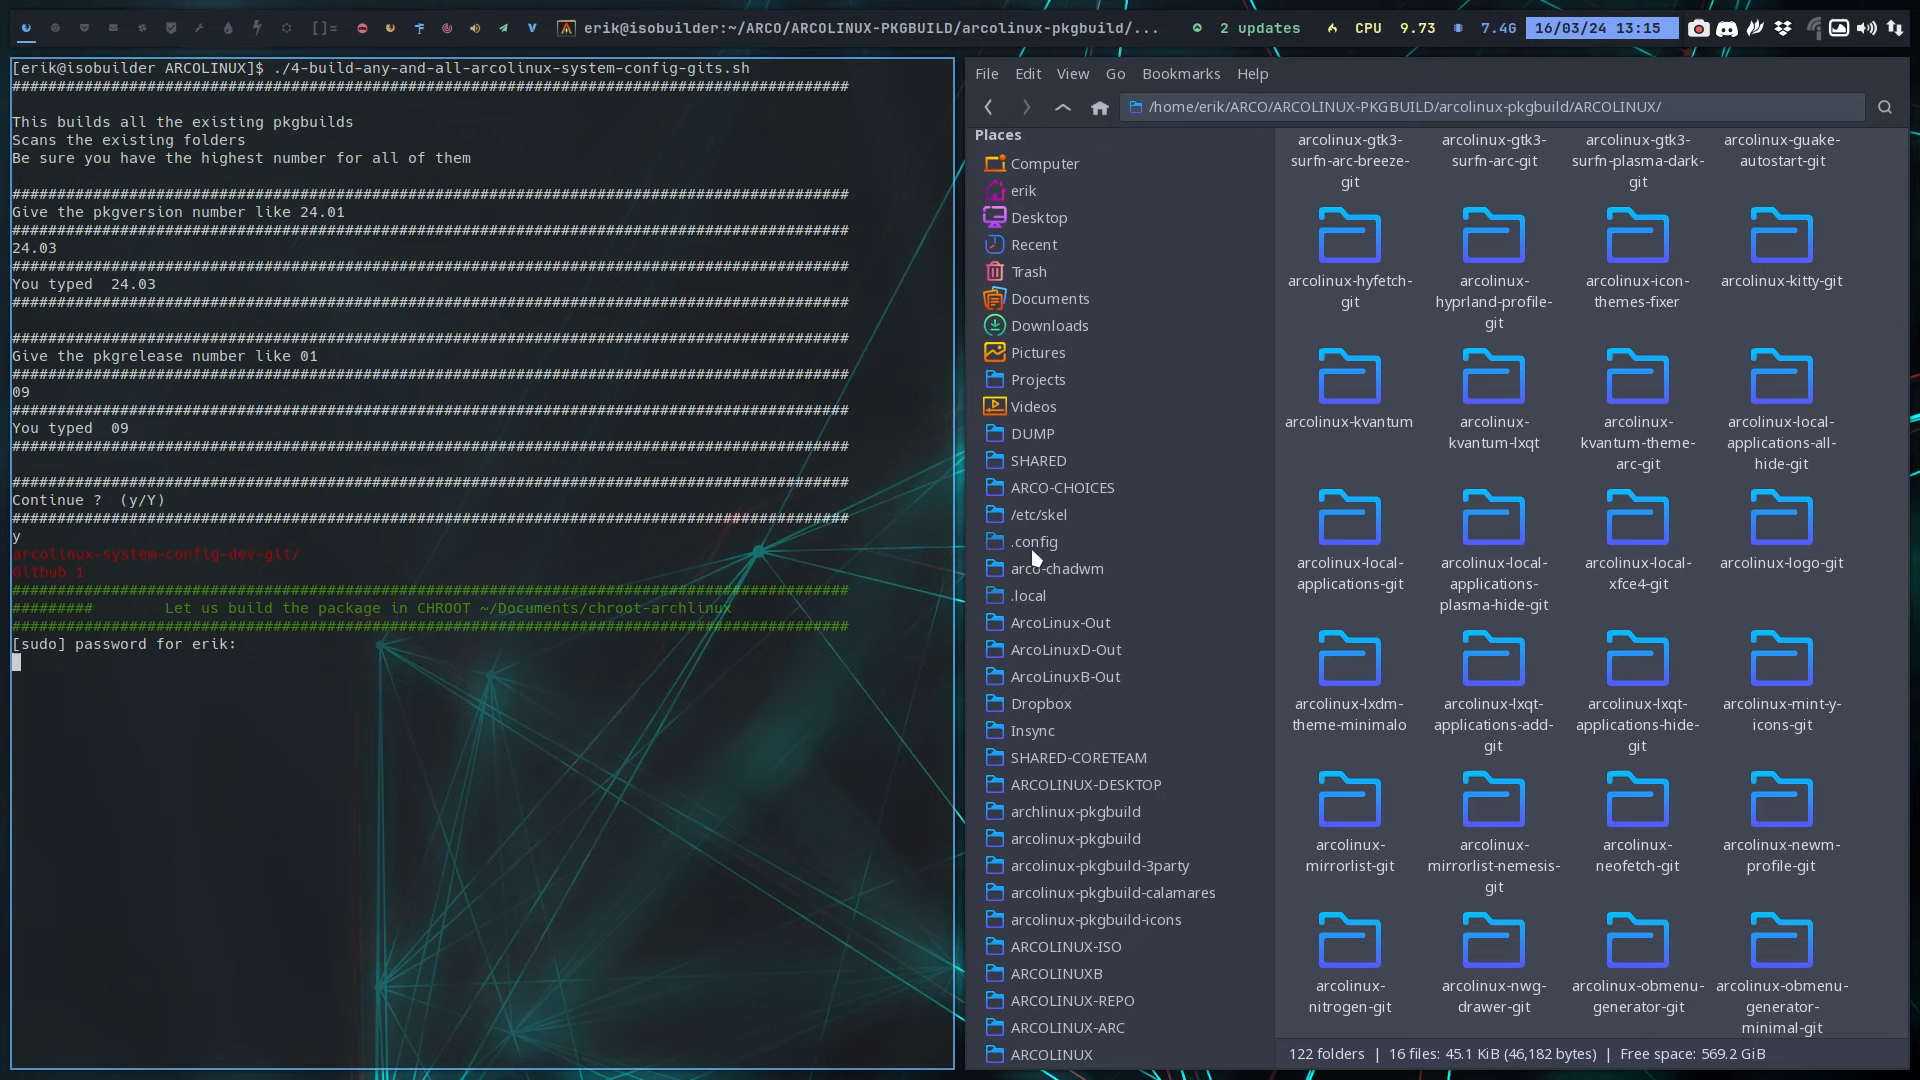 []=
erik@isobuilder:~/ARCO/ARCOLINUX-PKGBUILD/arcolinux-pkgbuild/...
2 updates
CPU 9.73
7.4G
16/03/24 13:15
[erik@isobuilder ARCOLINUX]$ ./4-build-any-and-all-arcolinux-system-config-gits.sh
#############################################################################################
This builds all the existing pkgbuilds
Scans the existing folders
Be sure you have the highest number for all of them
#############################################################################################
Give the pkgversion number like 24.01
#############################################################################################
24.03
#############################################################################################
You typed  24.03
#############################################################################################
#############################################################################################
Give the pkgrelease number like 01
#############################################################################################
09
#############################################################################################
You typed  09
#############################################################################################
#############################################################################################
Continue ?  (y/Y)
#############################################################################################
y
arcolinux-system-config-dev-git/
Github 1
#############################################################################################
#########        Let us build the package in CHROOT ~/Documents/chroot-archlinux
#############################################################################################
[sudo] password for erik:
File Edit View Go Bookmarks Help
/home/erik/ARCO/ARCOLINUX-PKGBUILD/arcolinux-pkgbuild/ARCOLINUX/
Places
Computer
erik
Desktop
Recent
Trash
Documents
Downloads
Pictures
Projects
Videos
DUMP
SHARED
ARCO-CHOICES
/etc/skel
.config
arco-chadwm
.local
ArcoLinux-Out
ArcoLinuxD-Out
ArcoLinuxB-Out
Dropbox
Insync
SHARED-CORETEAM
ARCOLINUX-DESKTOP
archlinux-pkgbuild
arcolinux-pkgbuild
arcolinux-pkgbuild-3party
arcolinux-pkgbuild-calamares
arcolinux-pkgbuild-icons
ARCOLINUX-ISO
ARCOLINUXB
ARCOLINUX-REPO
ARCOLINUX-ARC
ARCOLINUX
arcolinux-gtk3-
surfn-arc-breeze-
git
arcolinux-gtk3-
surfn-arc-git
arcolinux-gtk3-
surfn-plasma-dark-
git
arcolinux-guake-
autostart-git
arcolinux-hyfetch-
git
arcolinux-
hyprland-profile-
git
arcolinux-icon-
themes-fixer
arcolinux-kitty-git
arcolinux-kvantum
arcolinux-
kvantum-lxqt
arcolinux-
kvantum-theme-
arc-git
arcolinux-local-
applications-all-
hide-git
arcolinux-local-
applications-git
arcolinux-local-
applications-
plasma-hide-git
arcolinux-local-
xfce4-git
arcolinux-logo-git
arcolinux-lxdm-
theme-minimalo
arcolinux-lxqt-
applications-add-
git
arcolinux-lxqt-
applications-hide-
git
arcolinux-mint-y-
icons-git
arcolinux-
mirrorlist-git
arcolinux-
mirrorlist-nemesis-
git
arcolinux-
neofetch-git
arcolinux-newm-
profile-git
arcolinux-
nitrogen-git
arcolinux-nwg-
drawer-git
arcolinux-obmenu-
generator-git
arcolinux-obmenu-
generator-
minimal-git
122 folders | 16 files: 45.1 KiB (46,182 bytes) | Free space: 569.2 GiB